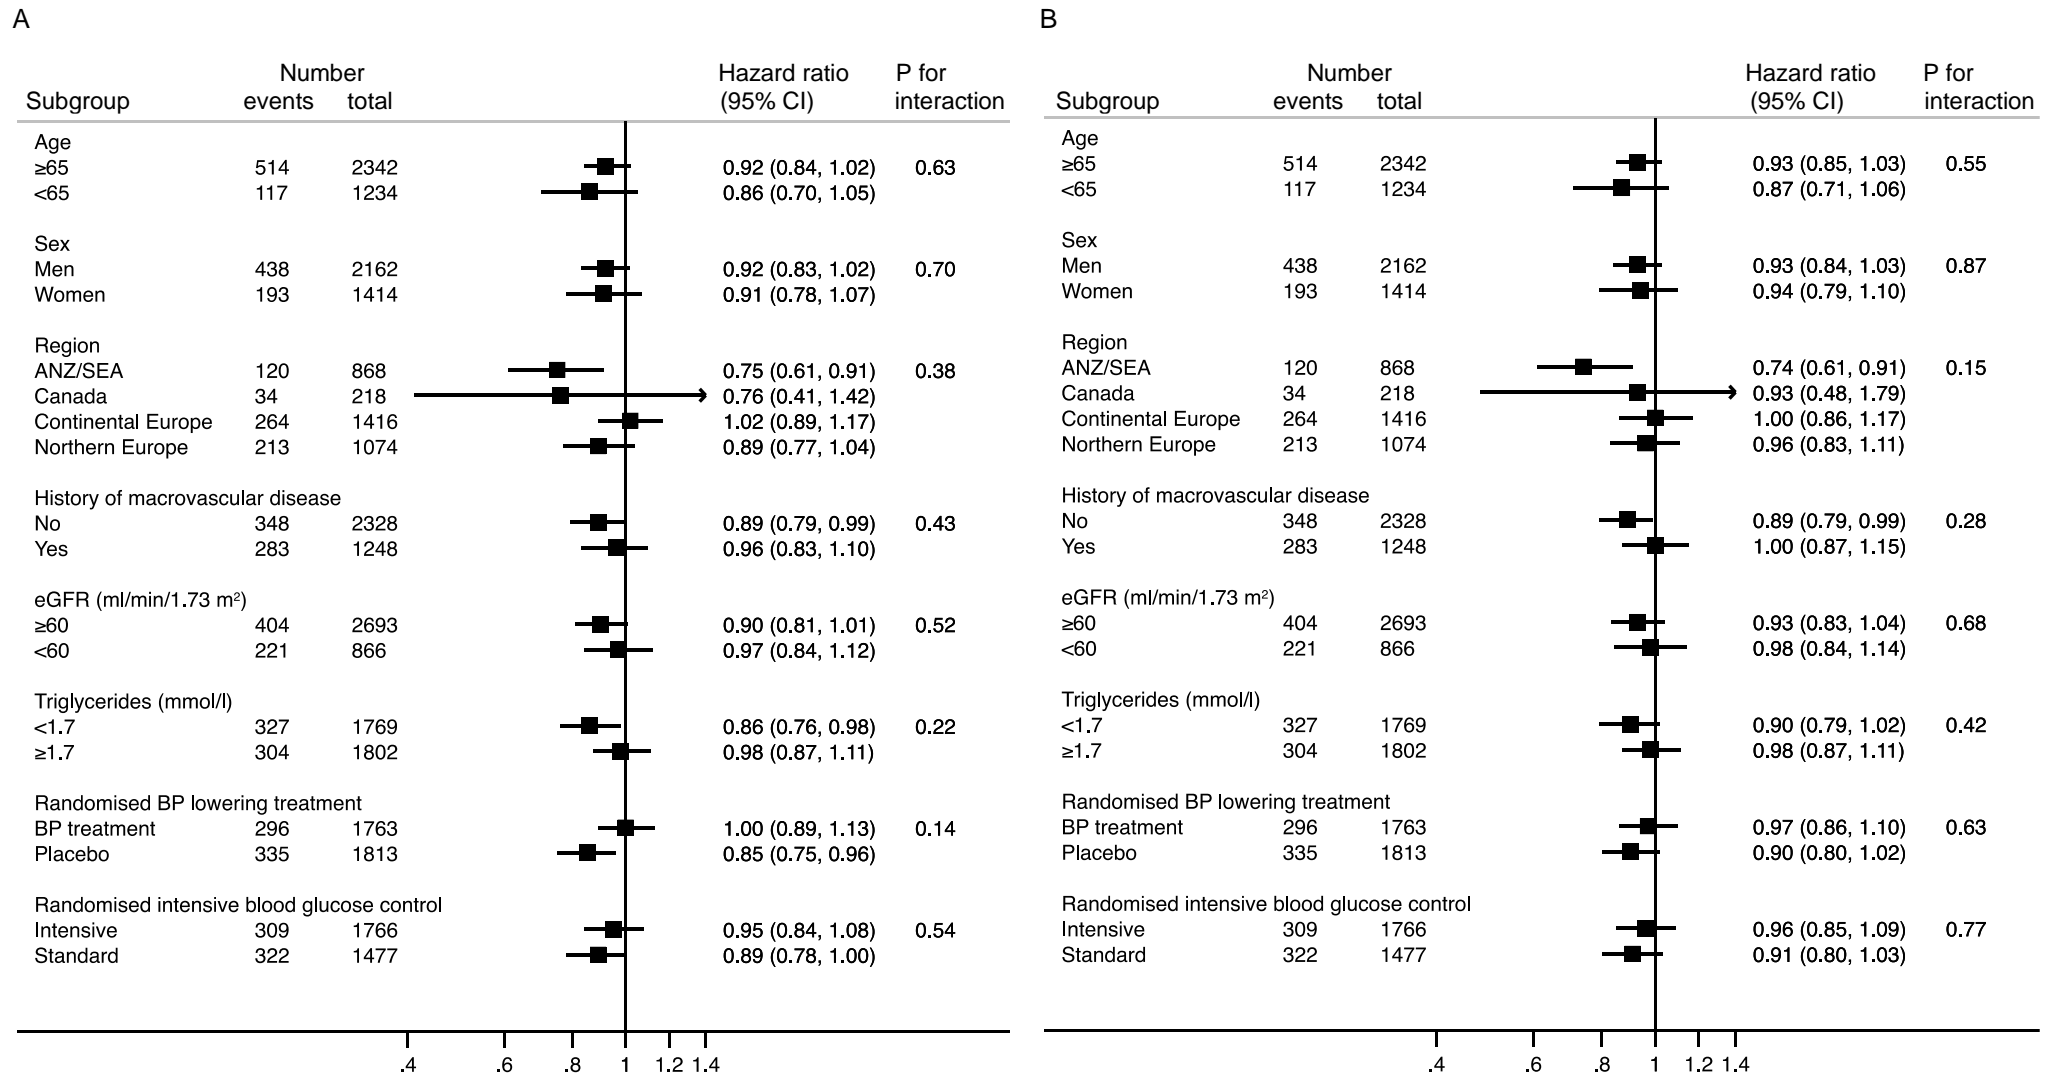 A
Number
Hazard ratio P for
Subgroup events total (95% CI) interaction
Age
≥65 514 2342 0.92 (0.84, 1.02) 0.63
<65 117 1234 0.86 (0.70, 1.05)
Sex
Men 438 2162 0.92 (0.83, 1.02) 0.70
Women 193 1414 0.91 (0.78, 1.07)
Region
ANZ/SEA 120 868 0.75 (0.61, 0.91) 0.38
Canada 34 218 0.76 (0.41, 1.42)
Continental Europe 264 1416 1.02 (0.89, 1.17)
Northern Europe 213 1074 0.89 (0.77, 1.04)
History of macrovascular disease
No 348 2328 0.89 (0.79, 0.99) 0.43
Yes 283 1248 0.96 (0.83, 1.10)
eGFR (ml/min/1.73 m²)
≥60 404 2693 0.90 (0.81, 1.01) 0.52
<60 221 866 0.97 (0.84, 1.12)
Triglycerides (mmol/l)
<1.7 327 1769 0.86 (0.76, 0.98) 0.22
≥1.7 304 1802 0.98 (0.87, 1.11)
Randomised BP lowering treatment
BP treatment 296 1763 1.00 (0.89, 1.13) 0.14
Placebo 335 1813 0.85 (0.75, 0.96)
Randomised intensive blood glucose control
Intensive 309 1766 0.95 (0.84, 1.08) 0.54
Standard 322 1477 0.89 (0.78, 1.00)
.4 .6 .8 1 1.2 1.4
B
Number
Hazard ratio P for
Subgroup events total (95% CI) interaction
Age
≥65 514 2342 0.93 (0.85, 1.03) 0.55
<65 117 1234 0.87 (0.71, 1.06)
Sex
Men 438 2162 0.93 (0.84, 1.03) 0.87
Women 193 1414 0.94 (0.79, 1.10)
Region
ANZ/SEA 120 868 0.74 (0.61, 0.91) 0.15
Canada 34 218 0.93 (0.48, 1.79)
Continental Europe 264 1416 1.00 (0.86, 1.17)
Northern Europe 213 1074 0.96 (0.83, 1.11)
History of macrovascular disease
No 348 2328 0.89 (0.79, 0.99) 0.28
Yes 283 1248 1.00 (0.87, 1.15)
eGFR (ml/min/1.73 m²)
≥60 404 2693 0.93 (0.83, 1.04) 0.68
<60 221 866 0.98 (0.84, 1.14)
Triglycerides (mmol/l)
<1.7 327 1769 0.90 (0.79, 1.02) 0.42
≥1.7 304 1802 0.98 (0.87, 1.11)
Randomised BP lowering treatment
BP treatment 296 1763 0.97 (0.86, 1.10) 0.63
Placebo 335 1813 0.90 (0.80, 1.02)
Randomised intensive blood glucose control
Intensive 309 1766 0.96 (0.85, 1.09) 0.77
Standard 322 1477 0.91 (0.80, 1.03)
.4 .6 .8 1 1.2 1.4